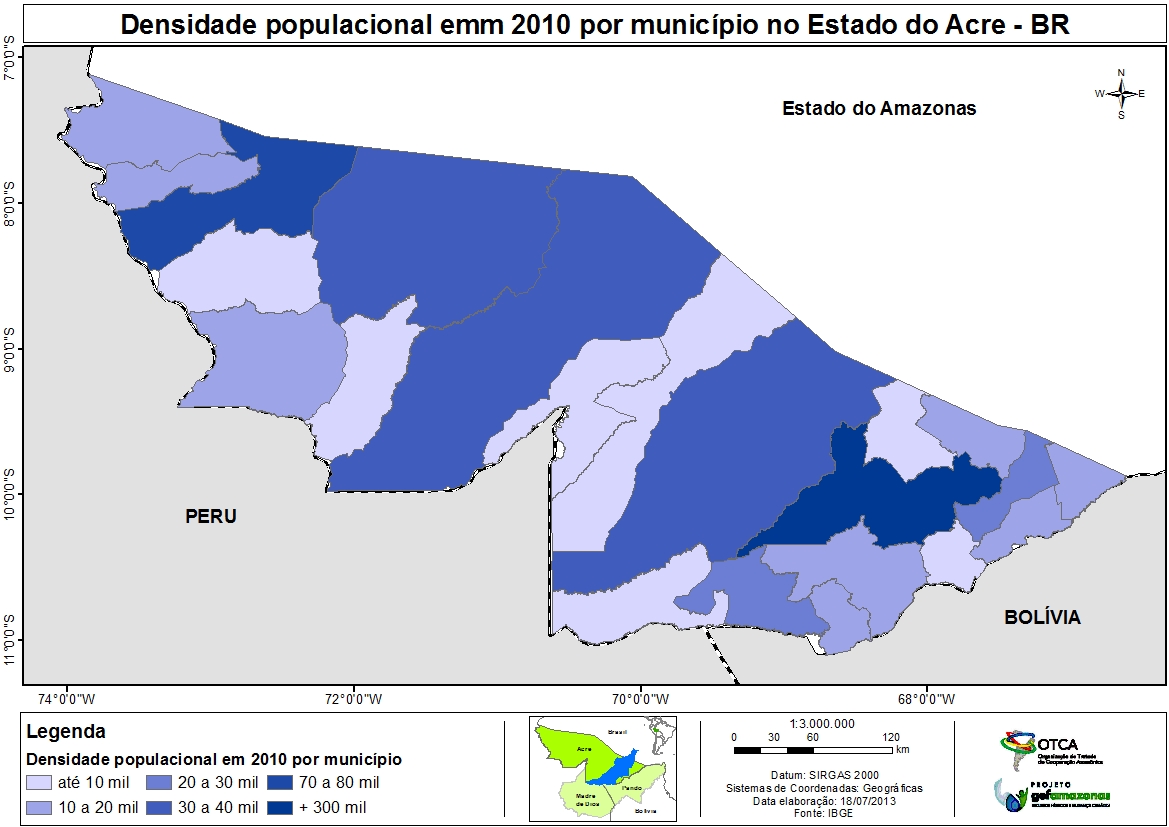 Densidade populacional emm 2010 por município no Estado do Acre - BR
7°0'0"S
8°0'0"S
9°0'0"S
10°0'0"S
11°0'0"S
Estado do Amazonas
N
W E
S
PERU
BOLÍVIA
74°0'0"W 72°0'0"W 70°0'0"W 68°0'0"W
Legenda
Densidade populacional em 2010 por município
até 10 mil 20 a 30 mil 70 a 80 mil
10 a 20 mil 30 a 40 mil + 300 mil
Brasil
Acre
Pando
Madre
de Dios
Bolívia
1:3.000.000
0 30 60 120
km
Datum: SIRGAS 2000
Sistemas de Coordenadas: Geográficas
Data elaboração: 18/07/2013
Fonte: IBGE
OTCA
Organização do Tratado
de Cooperação Amazônica
PROJETO
gefamazonas